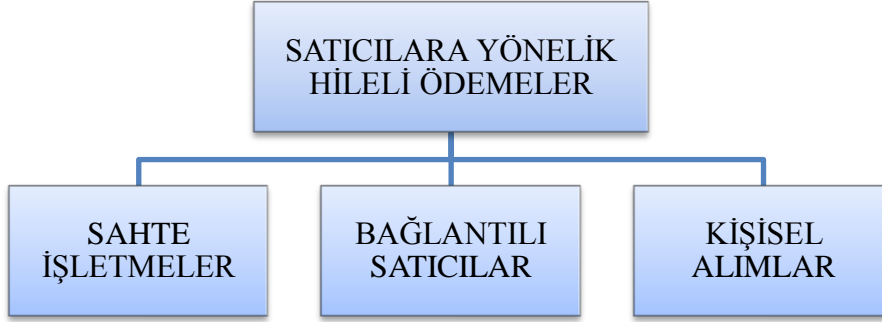 SATICILARA YÖNELİK
HİLELİ ÖDEMELER
SAHTE
İŞLETMELER
BAĞLANTILI
SATICILAR
KİŞİSEL
ALIMLAR